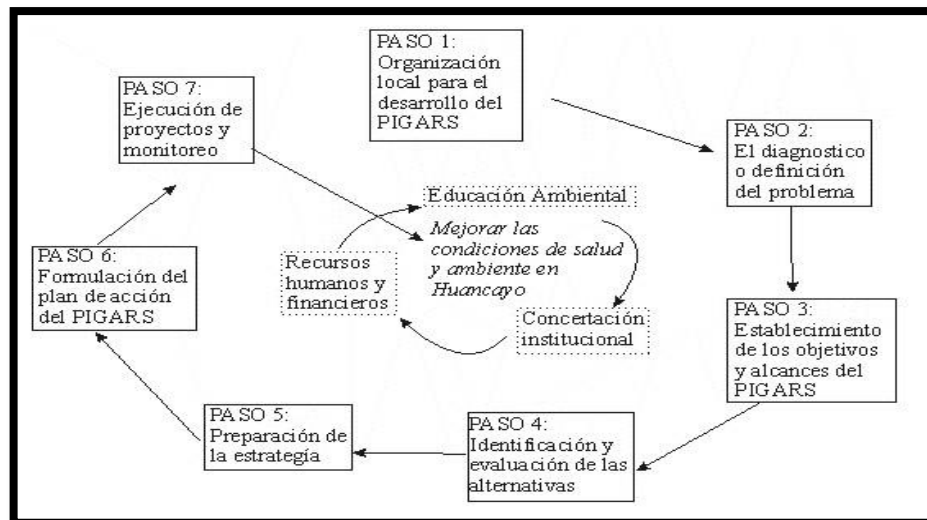 PASO 1:
Organización
local para el
desarrollo del
PIGARS
PASO 2:
El diagnostico
o definición
del problema
PASO 3:
Establecimiento
de los objetivos
y alcances del
PIGARS
PASO 4:
Identificación y
evaluación de las
alternativas
PASO 5:
Preparación de
la estrategía
PASO 6:
Formulación del
plan de acción
del PIGARS
PASO 7:
Ejecución de
proyectos y
monitoreo
Educación Ambiental
Mejorar las
condiciones de salud
y ambiente en
Huancayo
Concertación
institucional
Recursos
humanos y
financieros